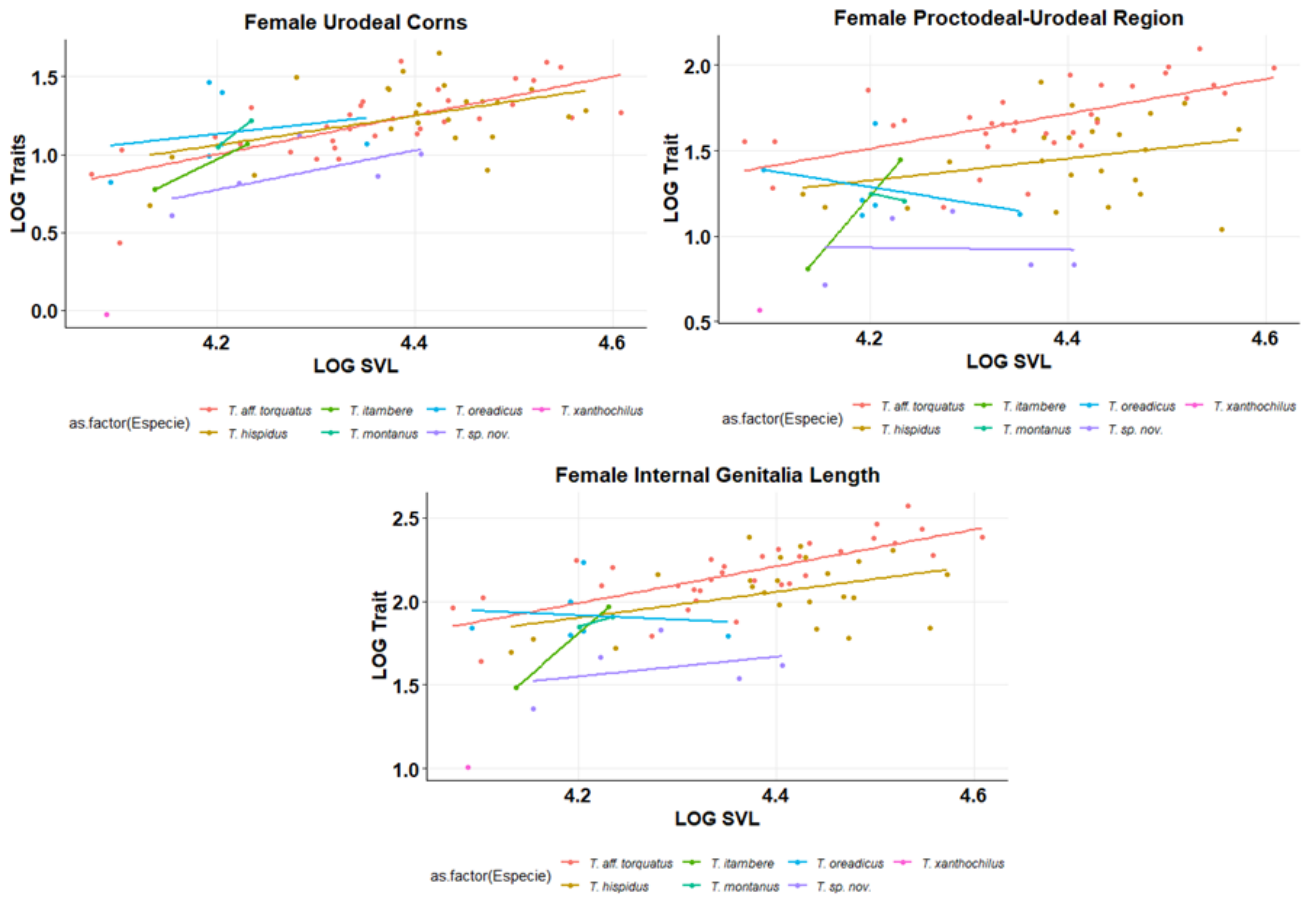 Female Urodeal Corns
LOG Traits
1.5
1.0
0.5
0.0
4.2 4.4 4.6
LOG SVL
as.factor(Especie)
T. aff. torquatus T. itambere T. oreadicus T. xanthochilus
T. hispidus T. montanus T. sp. nov.
Female Proctodeal-Urodeal Region
LOG Trait
2.0
1.5
1.0
0.5
4.2 4.4 4.6
LOG SVL
as.factor(Especie)
T. aff. torquatus T. itambere T. oreadicus T. xanthochilus
T. hispidus T. montanus T. sp. nov.
Female Internal Genitalia Length
LOG Trait
2.5
2.0
1.5
1.0
4.2 4.4 4.6
LOG SVL
as.factor(Especie)
T. aff. torquatus T. itambere T. oreadicus T. xanthochilus
T. hispidus T. montanus T. sp. nov.